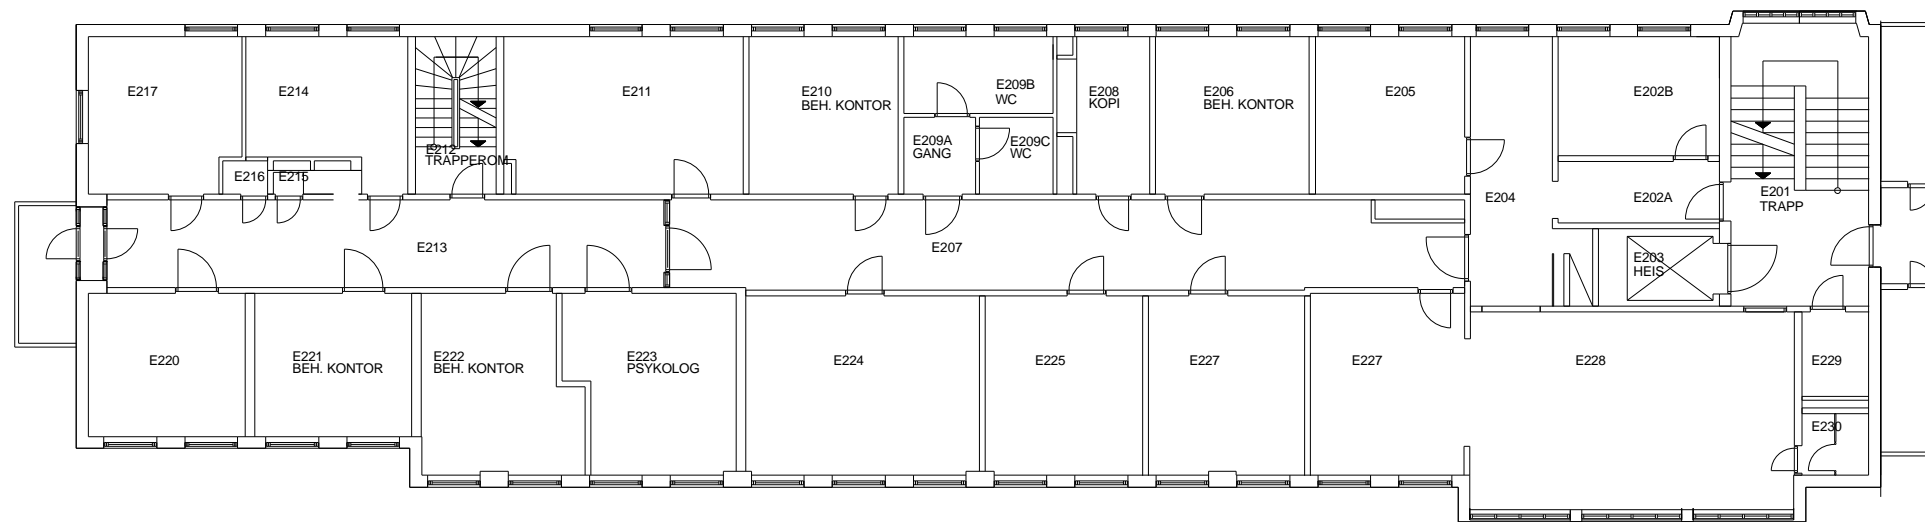 E217
E214
E212
TRAPPEROM
E216
E215
E211
E210
BEH. KONTOR
E209B
WC
E209A
GANG
E209C
WC
E208
KOPI
E206
BEH. KONTOR
E205
E204
E202B
E202A
E201
TRAPP
E203
HEIS
E213
E207
E220
E221
BEH. KONTOR
E222
BEH. KONTOR
E223
PSYKOLOG
E224
E225
E227
E227
E228
E229
E230